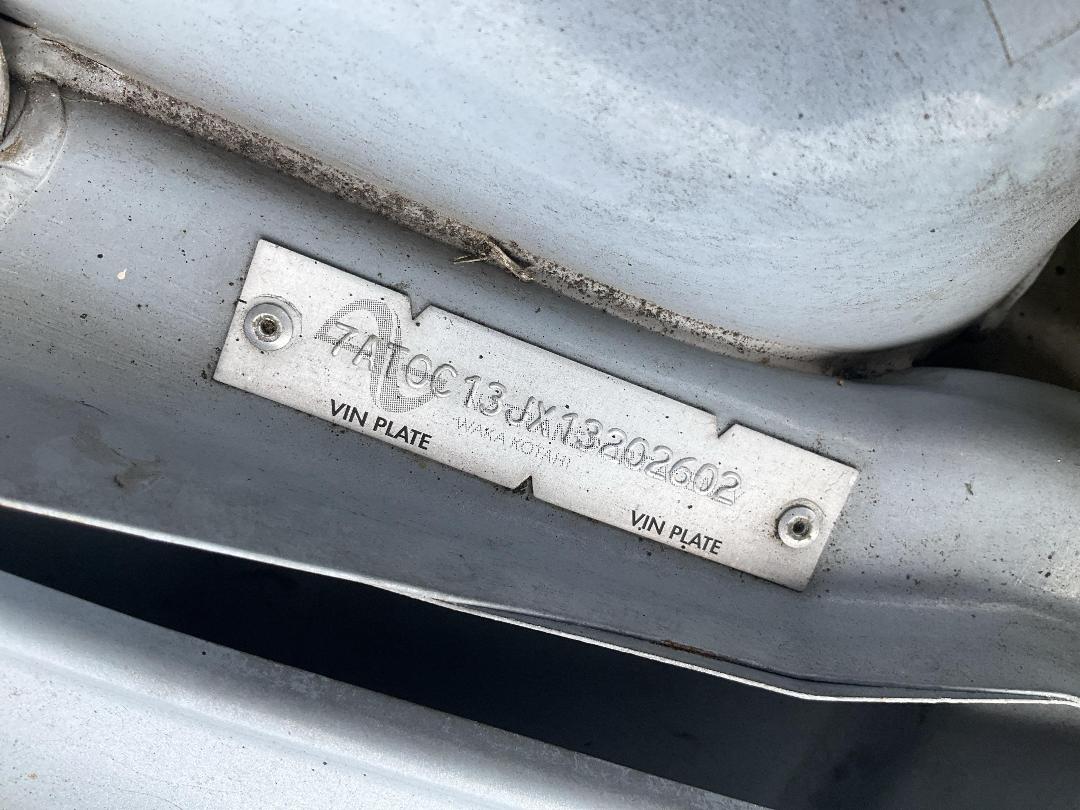 7AT0C13JX13202602
WAKA KOTAHI
VIN PLATE
VIN PLATE